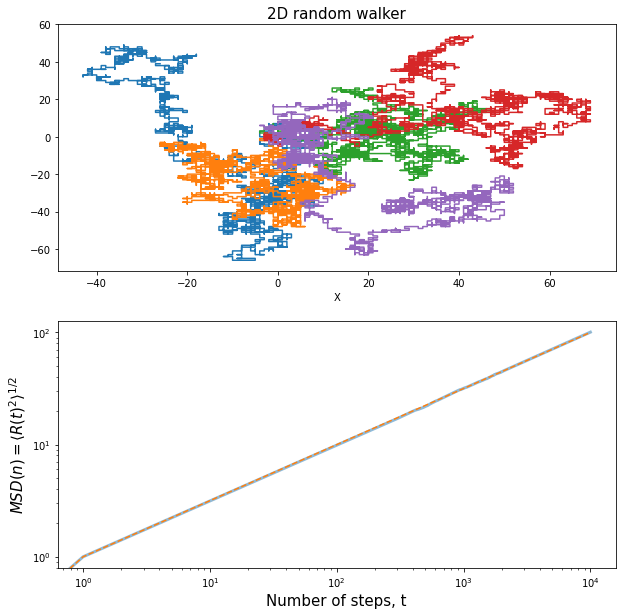 2D random walker
60
40
20
0
−20
−40
−60
−40 −20 0 20 40 60
X
MSD(n) = ⟨R(t)²⟩^{1/2}
10²
10¹
10⁰
10⁰ 10¹ 10² 10³ 10⁴
Number of steps, t